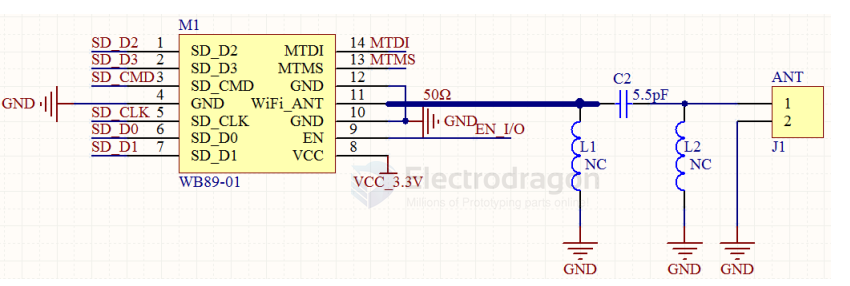 M1
SD_D2 1 SD_D2 MTDI 14 MTDI
SD_D3 2 SD_D3 MTMS 13 MTMS
SD_CMD 3 SD_CMD GND 12
GND 4 GND WiFi_ANT 11 50Ω
SD_CLK 5 SD_CLK GND 10 GND
SD_D0 6 SD_D0 EN 9 EN_I/O
SD_D1 7 SD_D1 VCC 8
WB89-01
VCC_3.3V
C2
5.5pF
ANT
1
2
J1
L1
NC
L2
NC
GND
GND
GND
Electrodragon
Millions of Prototyping parts online